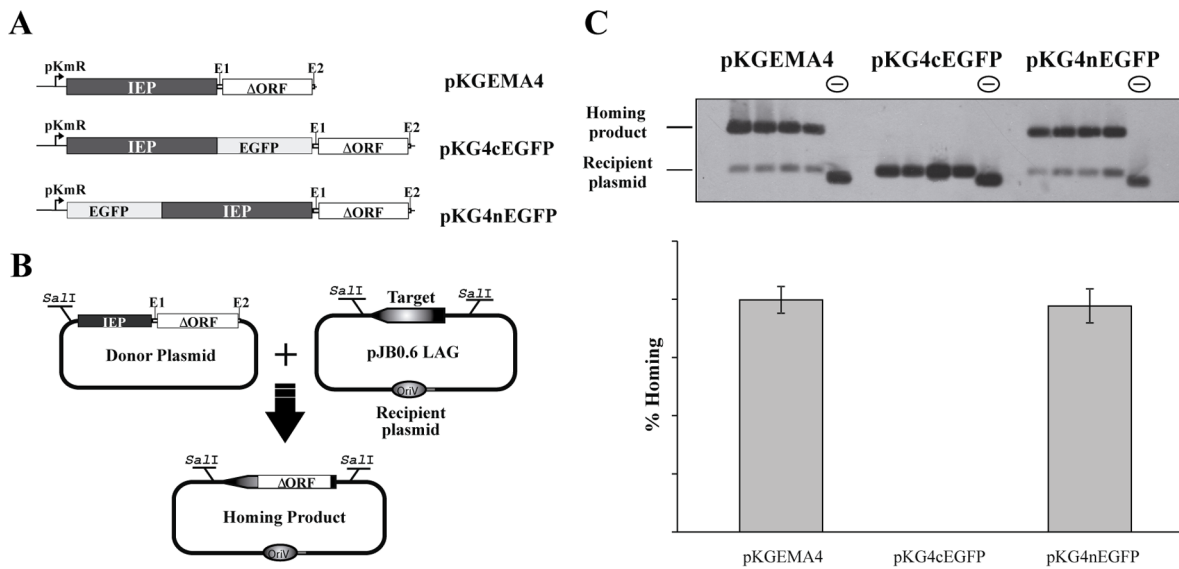 A
pKmR
E1
E2
IEP
ΔORF
pKGEMA4
pKmR
E1
E2
IEP
EGFP
ΔORF
pKG4cEGFP
pKmR
E1
E2
EGFP
IEP
ΔORF
pKG4nEGFP
B
SalI
E1
E2
IEP
ΔORF
Donor Plasmid
+
SalI
Target
SalI
pJB0.6 LAG
OriV
Recipient
plasmid
SalI
SalI
ΔORF
Homing Product
OriV
C
pKGEMA4 pKG4cEGFP pKG4nEGFP
− − −
Homing
product
Recipient
plasmid
% Homing
pKGEMA4 pKG4cEGFP pKG4nEGFP